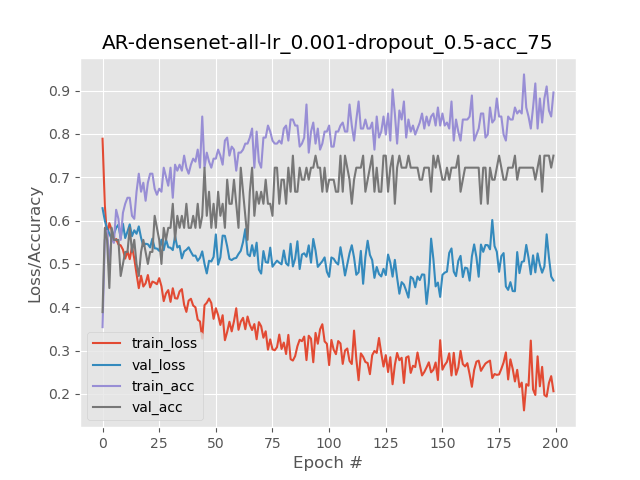 AR-densenet-all-lr_0.001-dropout_0.5-acc_75
Loss/Accuracy
0.9
0.8
0.7
0.6
0.5
0.4
0.3
0.2
train_loss
val_loss
train_acc
val_acc
0 25 50 75 100 125 150 175 200
Epoch #